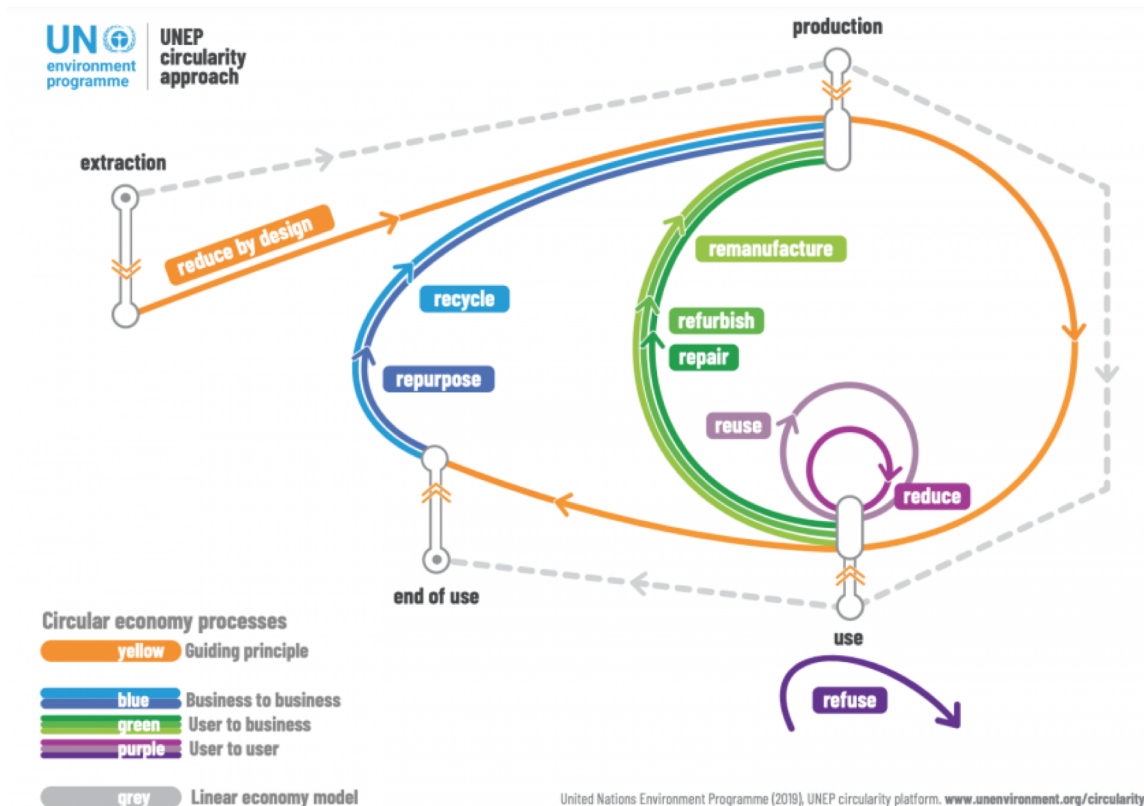 UN
environment
programme
UNEP
circularity
approach
production
extraction
reduce by design
remanufacture
recycle
refurbish
repair
repurpose
reuse
reduce
end of use
use
refuse
Circular economy processes
yellow Guiding principle
blue Business to business
green User to business
purple User to user
grey Linear economy model
United Nations Environment Programme (2019), UNEP circularity platform. www.unenvironment.org/circularity